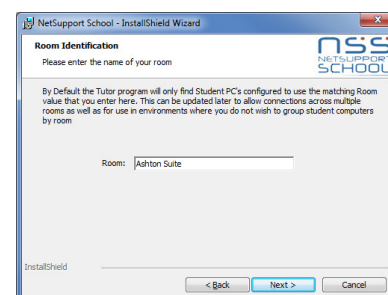 NetSupport School - InstallShield Wizard
Room Identification
Please enter the name of your room
nss
NETSUPPORT
SCHOOL
By Default the Tutor program will only find Student PC's configured to use the matching Room
value that you enter here. This can be updated later to allow connections across multiple
rooms as well as for use in environments where you do not wish to group student computers
by room
Room: Ashton Suite
InstallShield
< Back Next > Cancel